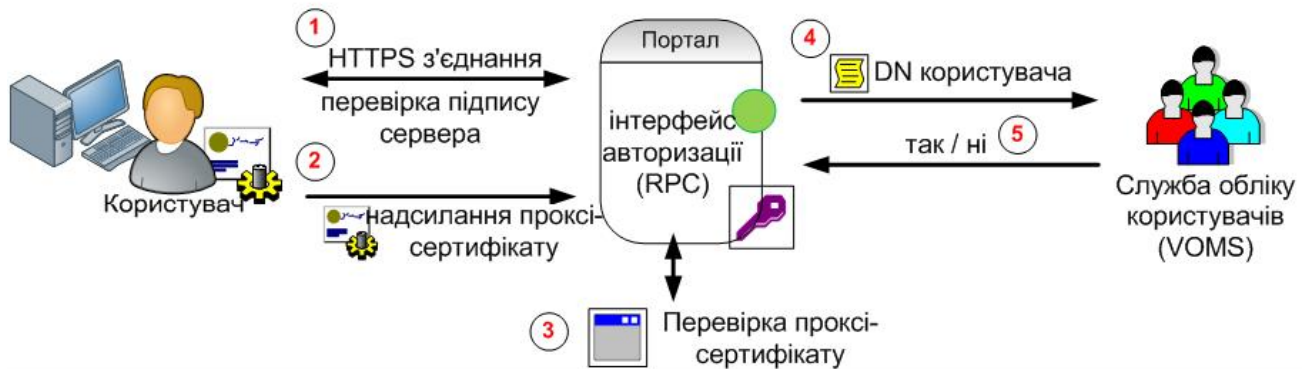 1
HTTPS з'єднання
перевірка підпису
сервера
2
Користувач
надсилання проксі-
сертифікату
Портал
інтерфейс
авторизації
(RPC)
3
Перевірка проксі-
сертифікату
4
DN користувача
так / ні
5
Служба обліку
користувачів
(VOMS)